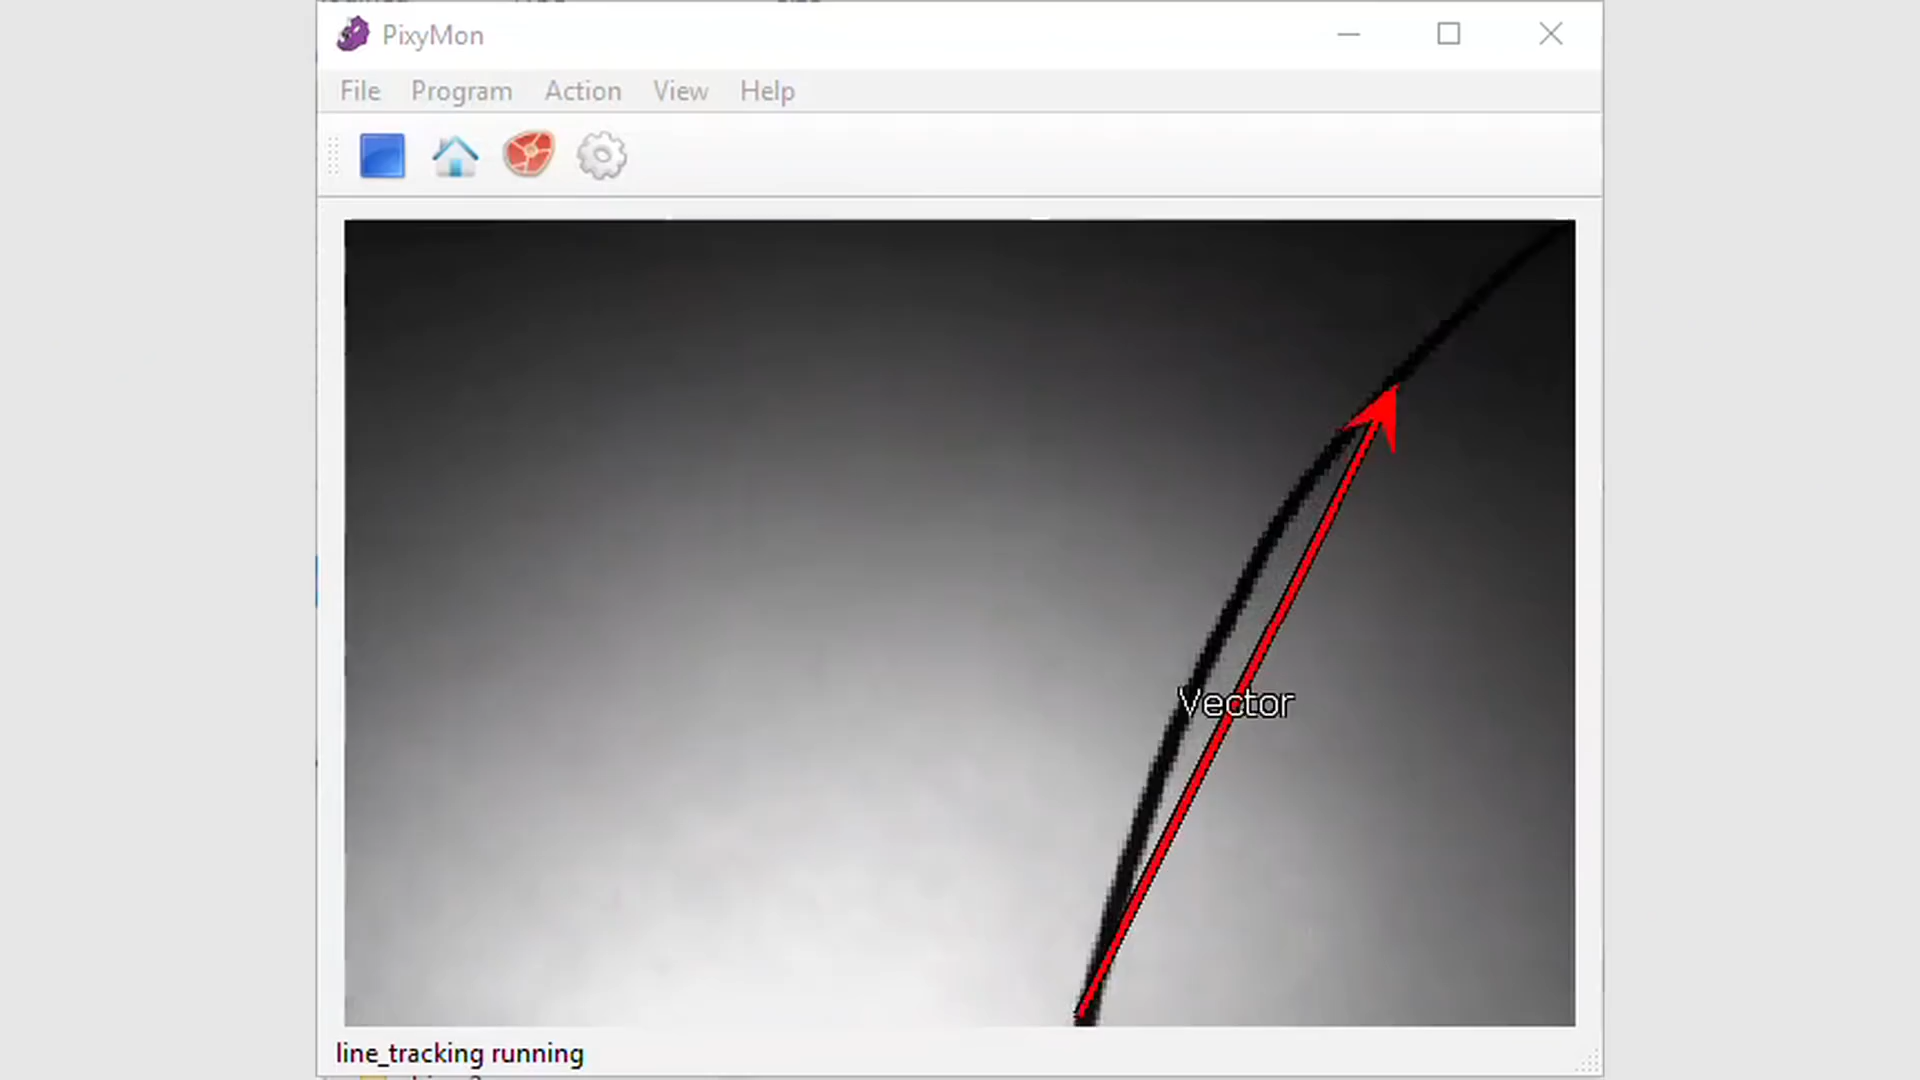 PixyMon
File Program Action View Help
Vector
line_tracking running